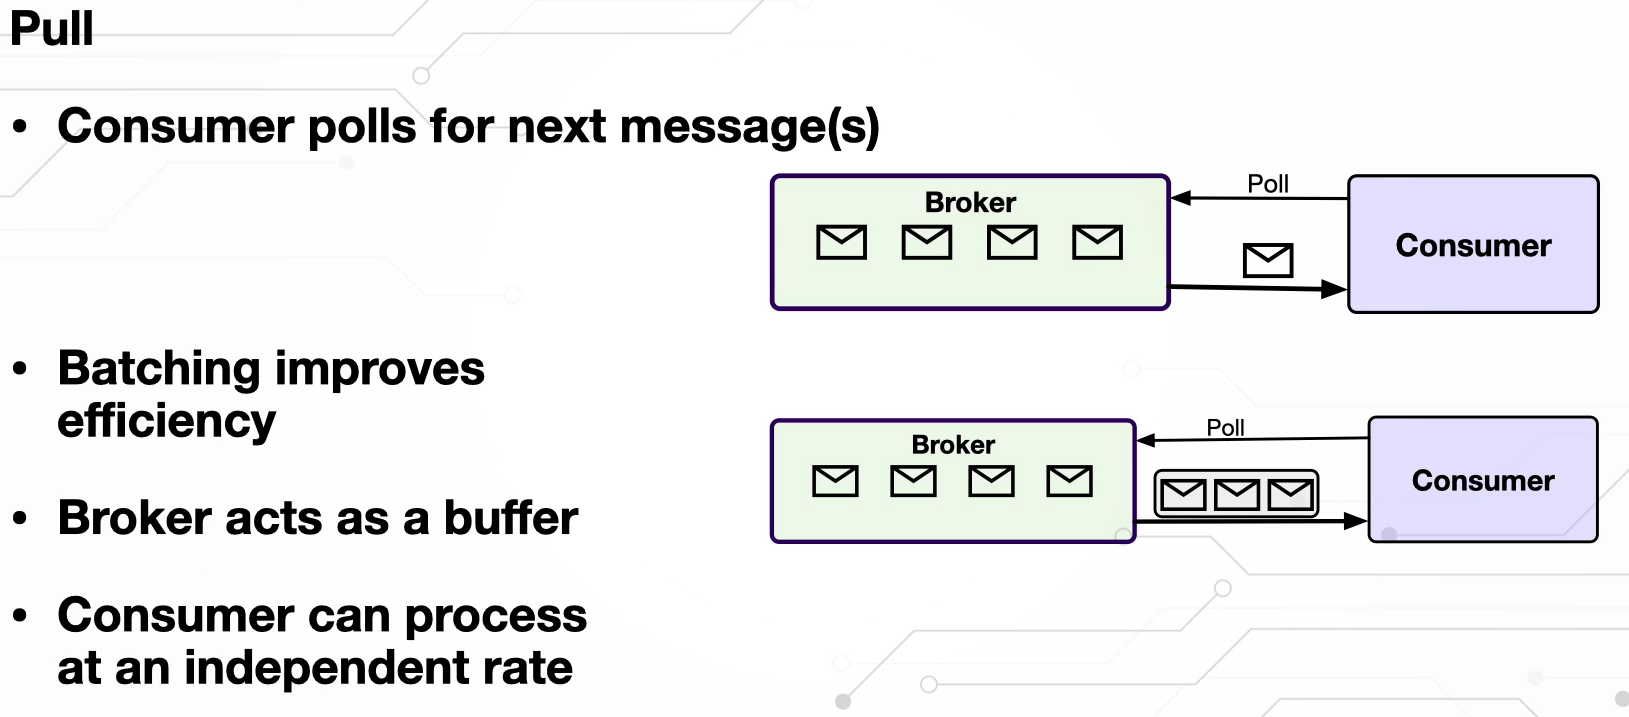 Pull
• Consumer polls for next message(s)
Broker
Poll
Consumer
• Batching improves
efficiency
Broker
Poll
Consumer
• Broker acts as a buffer
• Consumer can process
at an independent rate